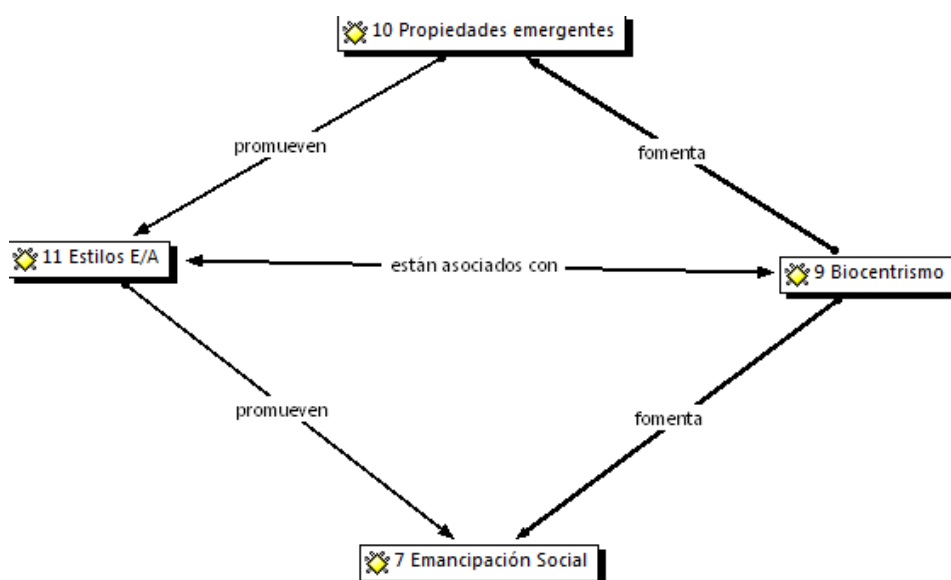 10 Propiedades emergentes
promueven
fomenta
11 Estilos E/A
están asociados con
9 Biocentrismo
promueven
fomenta
7 Emancipación Social